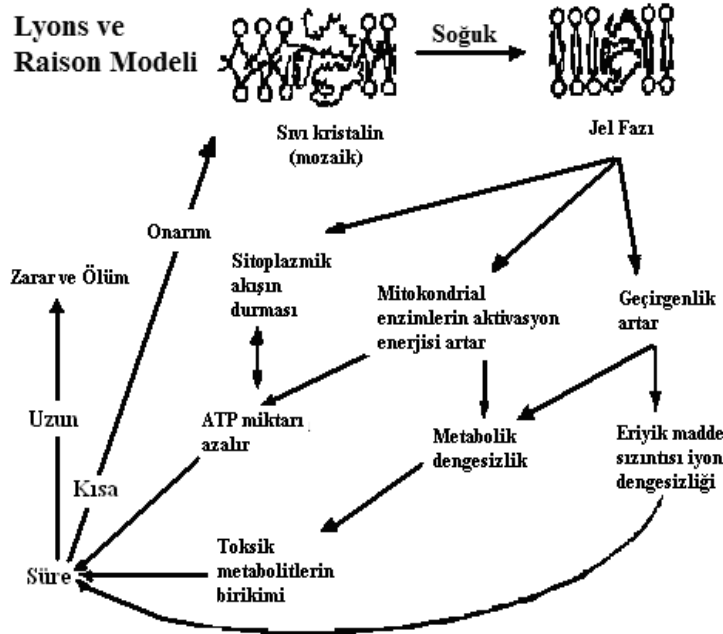 Lyons ve
Raison Modeli
Soğuk
Sıvı kristalin
(mozaik)
Jel Fazı
Onarım
Zarar ve Ölüm
Sitoplazmik
akışın
durması
Mitokondrial
enzimlerin aktivasyon
enerjisi artar
Geçirgenlik
artar
Uzun
ATP miktarı
azalır
Metabolik
dengesizlik
Eriyik madde
sızıntısı iyon
dengesizliği
Kısa
Süre
Toksik
metabolitlerin
birikimi